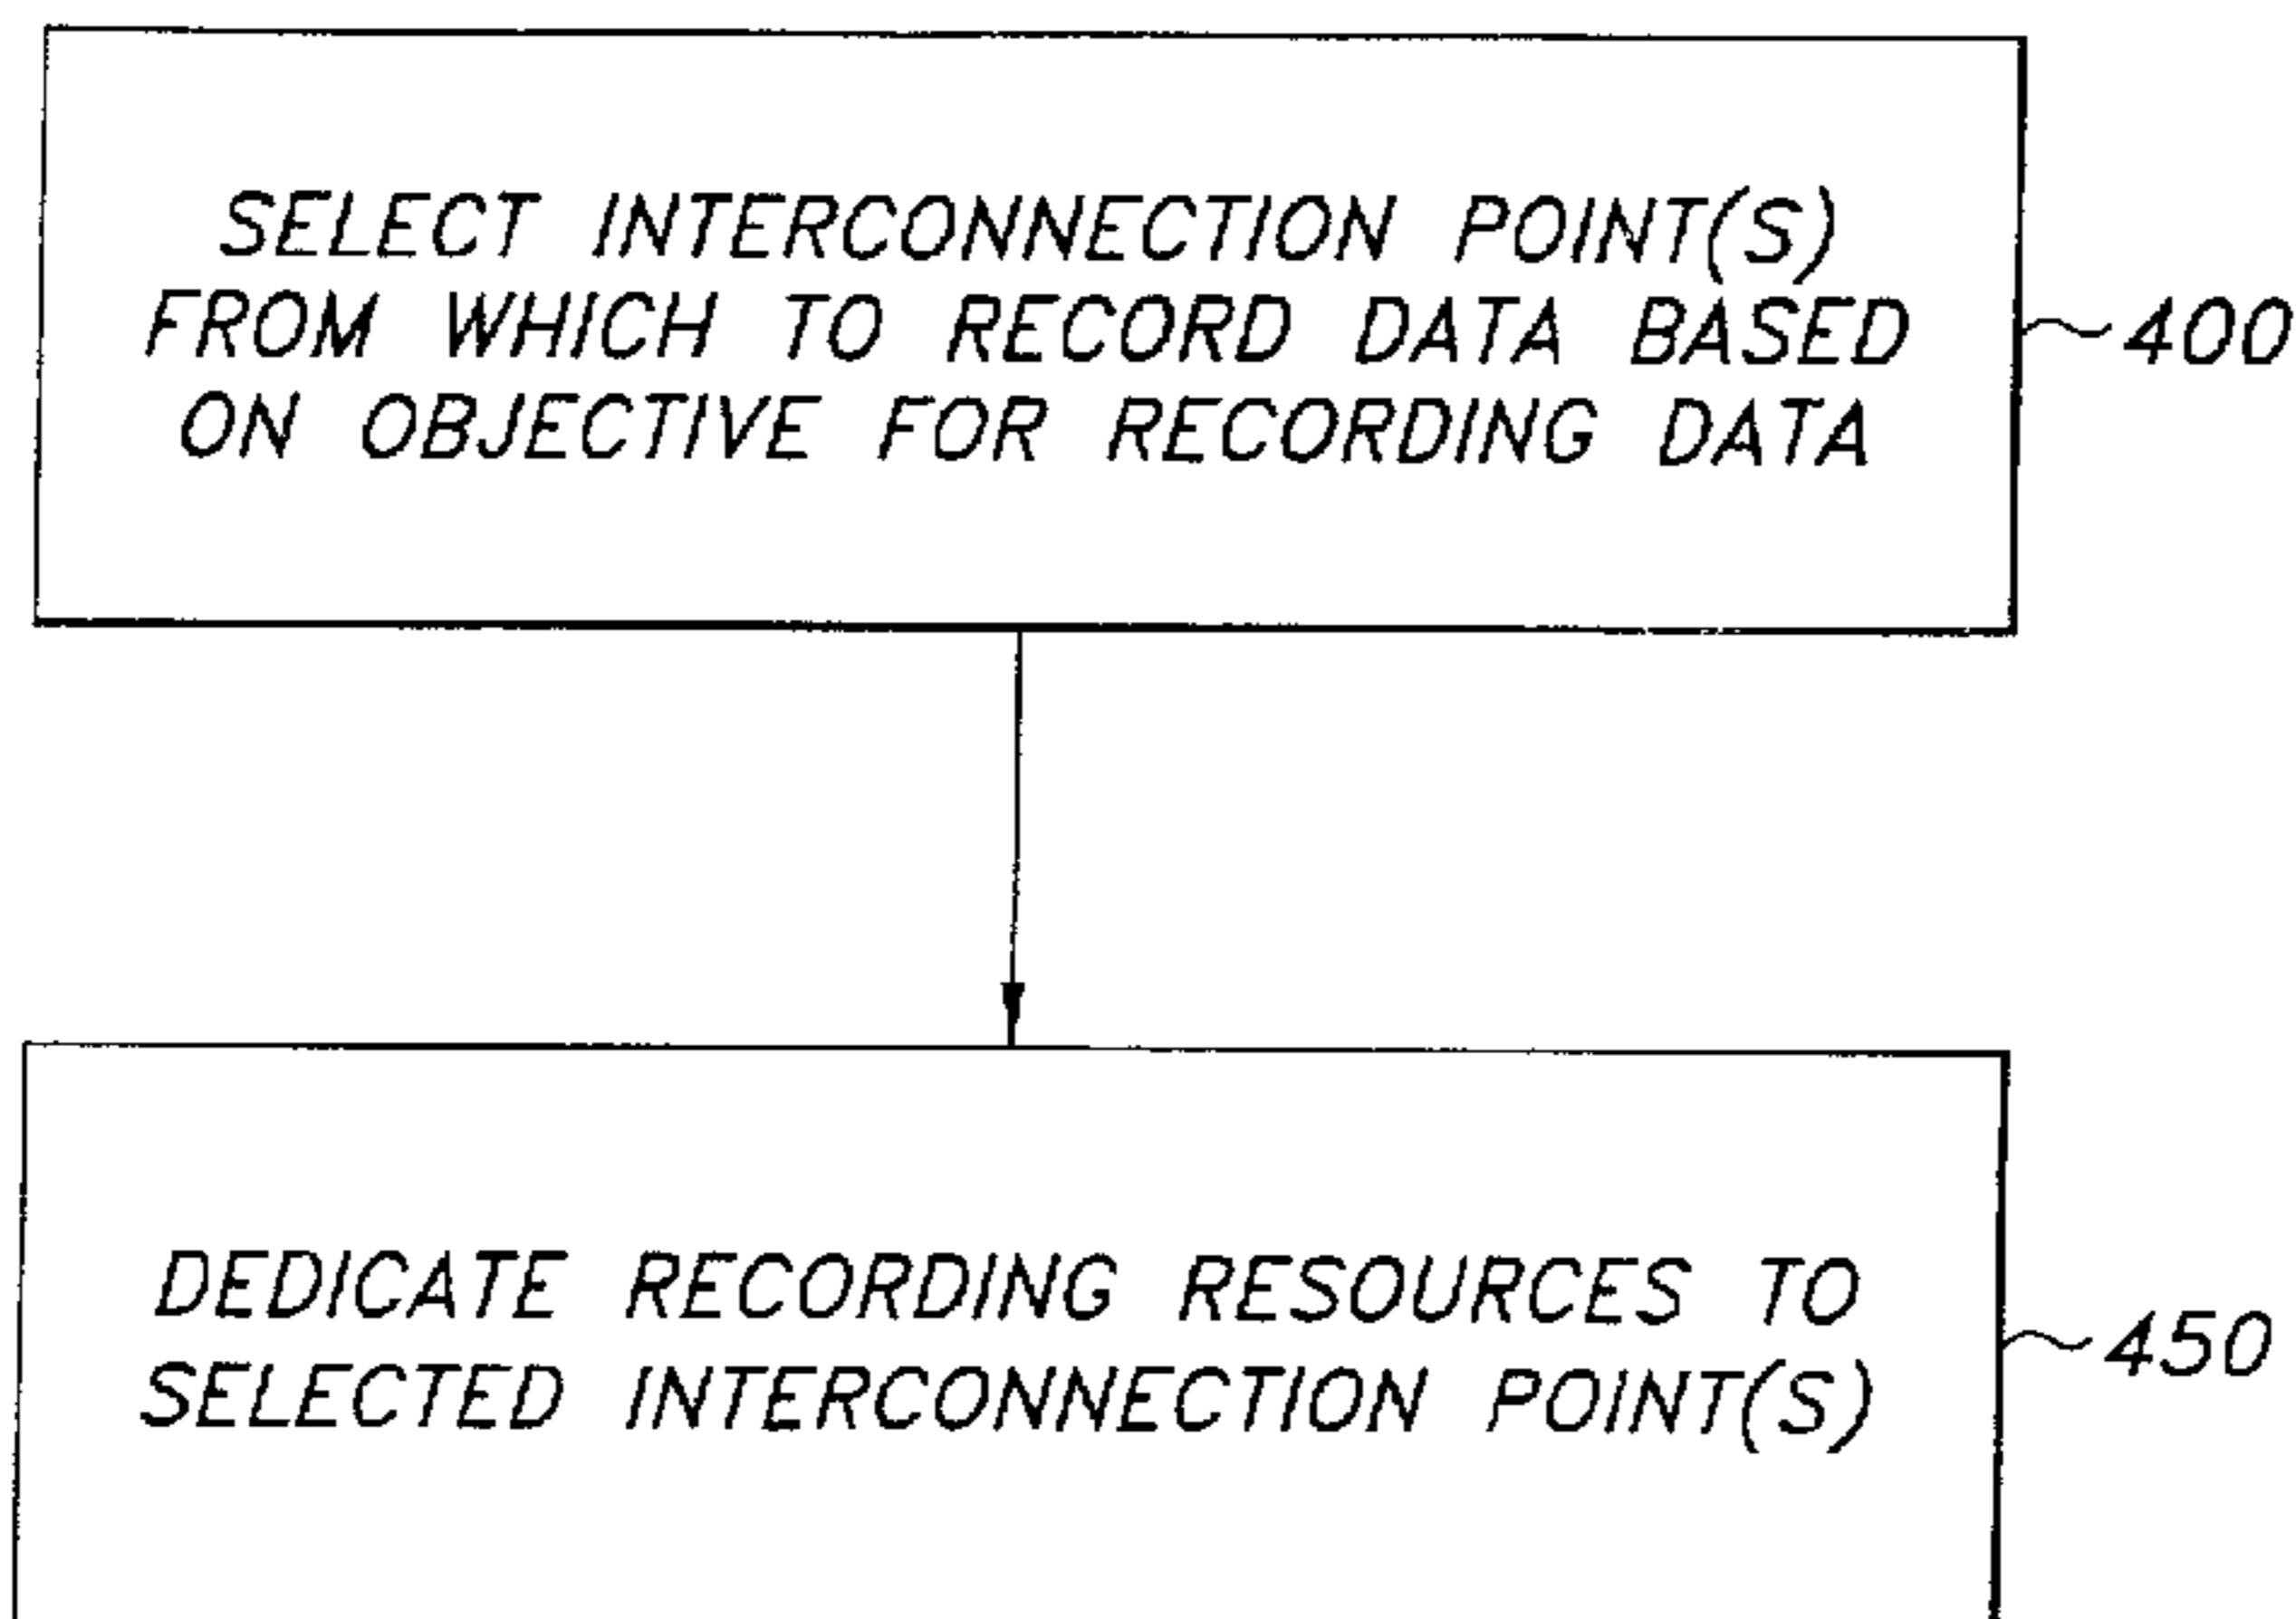 SELECT INTERCONNECTION POINT(S)
FROM WHICH TO RECORD DATA BASED
ON OBJECTIVE FOR RECORDING DATA
400
DEDICATE RECORDING RESOURCES TO
SELECTED INTERCONNECTION POINT(S)
450